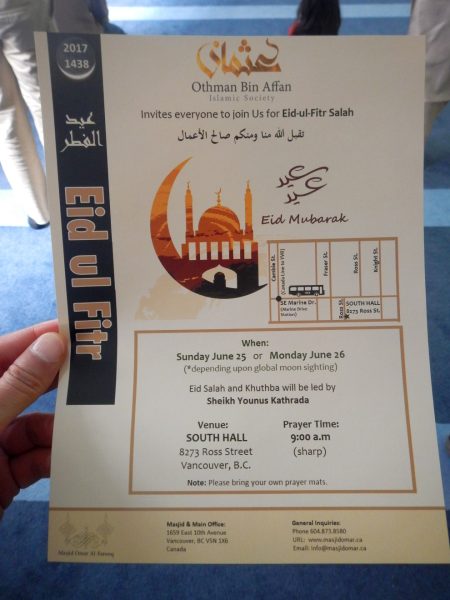 2017
1438
عيد
الفطر
Eid ul Fitr
عثمان
Othman Bin Affan
Islamic Society
Invites everyone to join Us for Eid-ul-Fitr Salah
تقبل الله منا ومنكم صالح الأعمال
عيد
سعيد
Eid Mubarak
Cambie St.
(Canada Line to YVR)
Fraser St.
Ross St.
Knight St.
SE Marine Dr.
(Marine Drive
Station)
Ross St.
SOUTH HALL
8273 Ross St.
When:
Sunday June 25 or Monday June 26
(*depending upon global moon sighting)
Eid Salah and Khuthba will be led by
Sheikh Younus Kathrada
Venue:
SOUTH HALL
8273 Ross Street
Vancouver, B.C.
Prayer Time:
9:00 a.m
(sharp)
Note: Please bring your own prayer mats.
Masjid Omar Al-Farooq
Masjid & Main Office:
1659 East 10th Avenue
Vancouver, BC V5N 1X6
Canada
General Inquiries:
Phone 604.873.8580
URL: www.masjidomar.ca
Email: info@masjidomar.ca